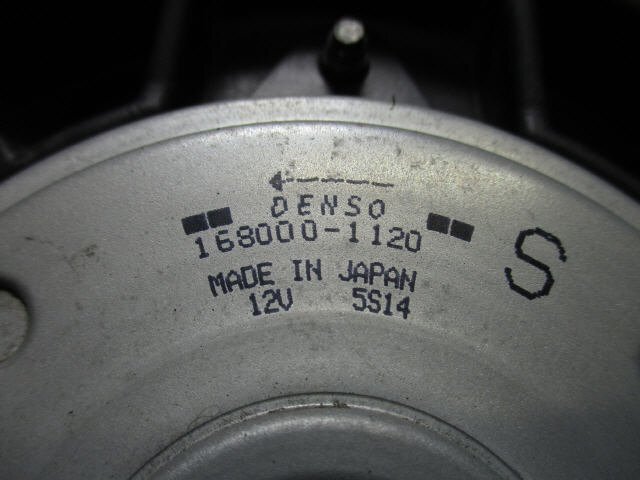 DENSO
168000-1120
S
MADE IN JAPAN
12V 5S14